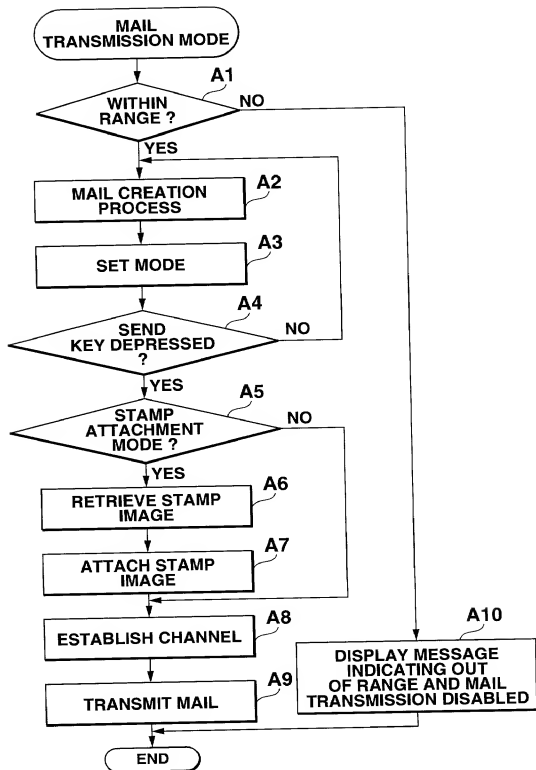 MAIL
TRANSMISSION MODE
A1
WITHIN
RANGE ?
NO
YES
A2
MAIL CREATION
PROCESS
A3
SET MODE
A4
SEND
KEY DEPRESSED
?
NO
YES
A5
STAMP
ATTACHMENT
MODE ?
NO
YES
A6
RETRIEVE STAMP
IMAGE
A7
ATTACH STAMP
IMAGE
A8
ESTABLISH CHANNEL
A9
TRANSMIT MAIL
A10
DISPLAY MESSAGE
INDICATING OUT
OF RANGE AND MAIL
TRANSMISSION DISABLED
END